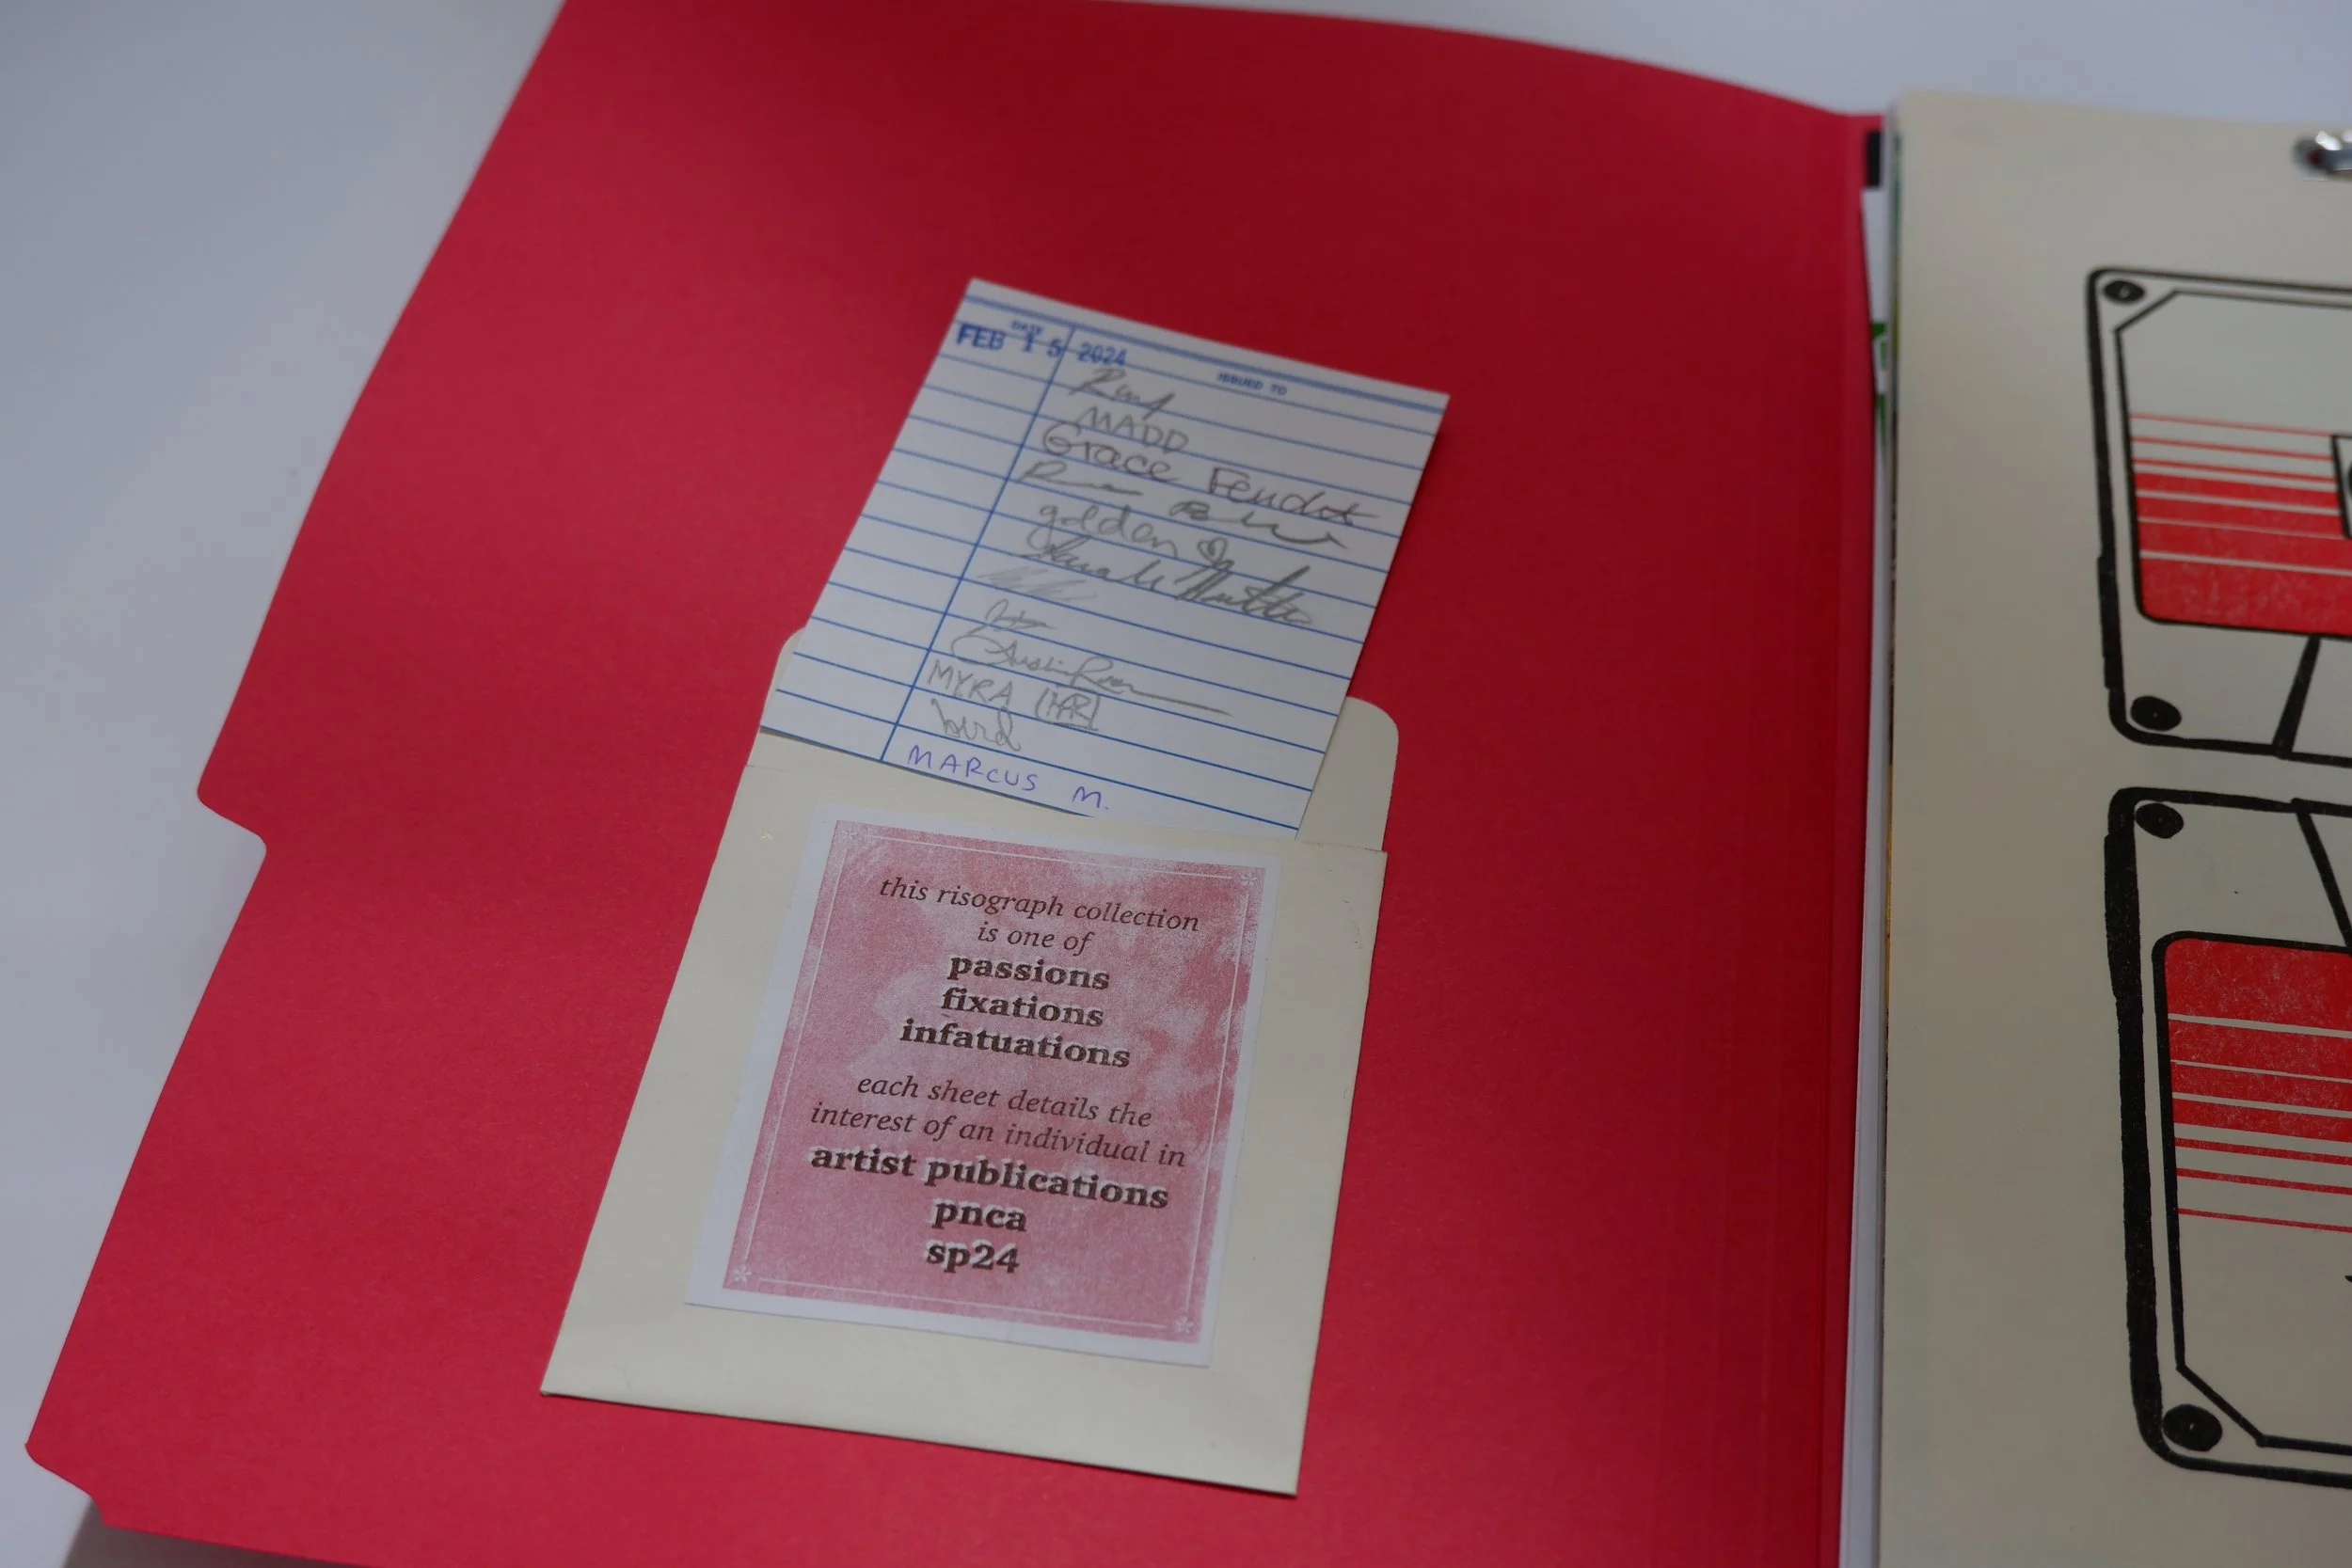 DATE
ISSUED TO
FEB 15 2024
MADD
Grace Fendot
golden
MYRA
bird
MARCUS M.
this risograph collection
is one of
passions
fixations
infatuations
each sheet details the
interest of an individual in
artist publications
pnca
sp24